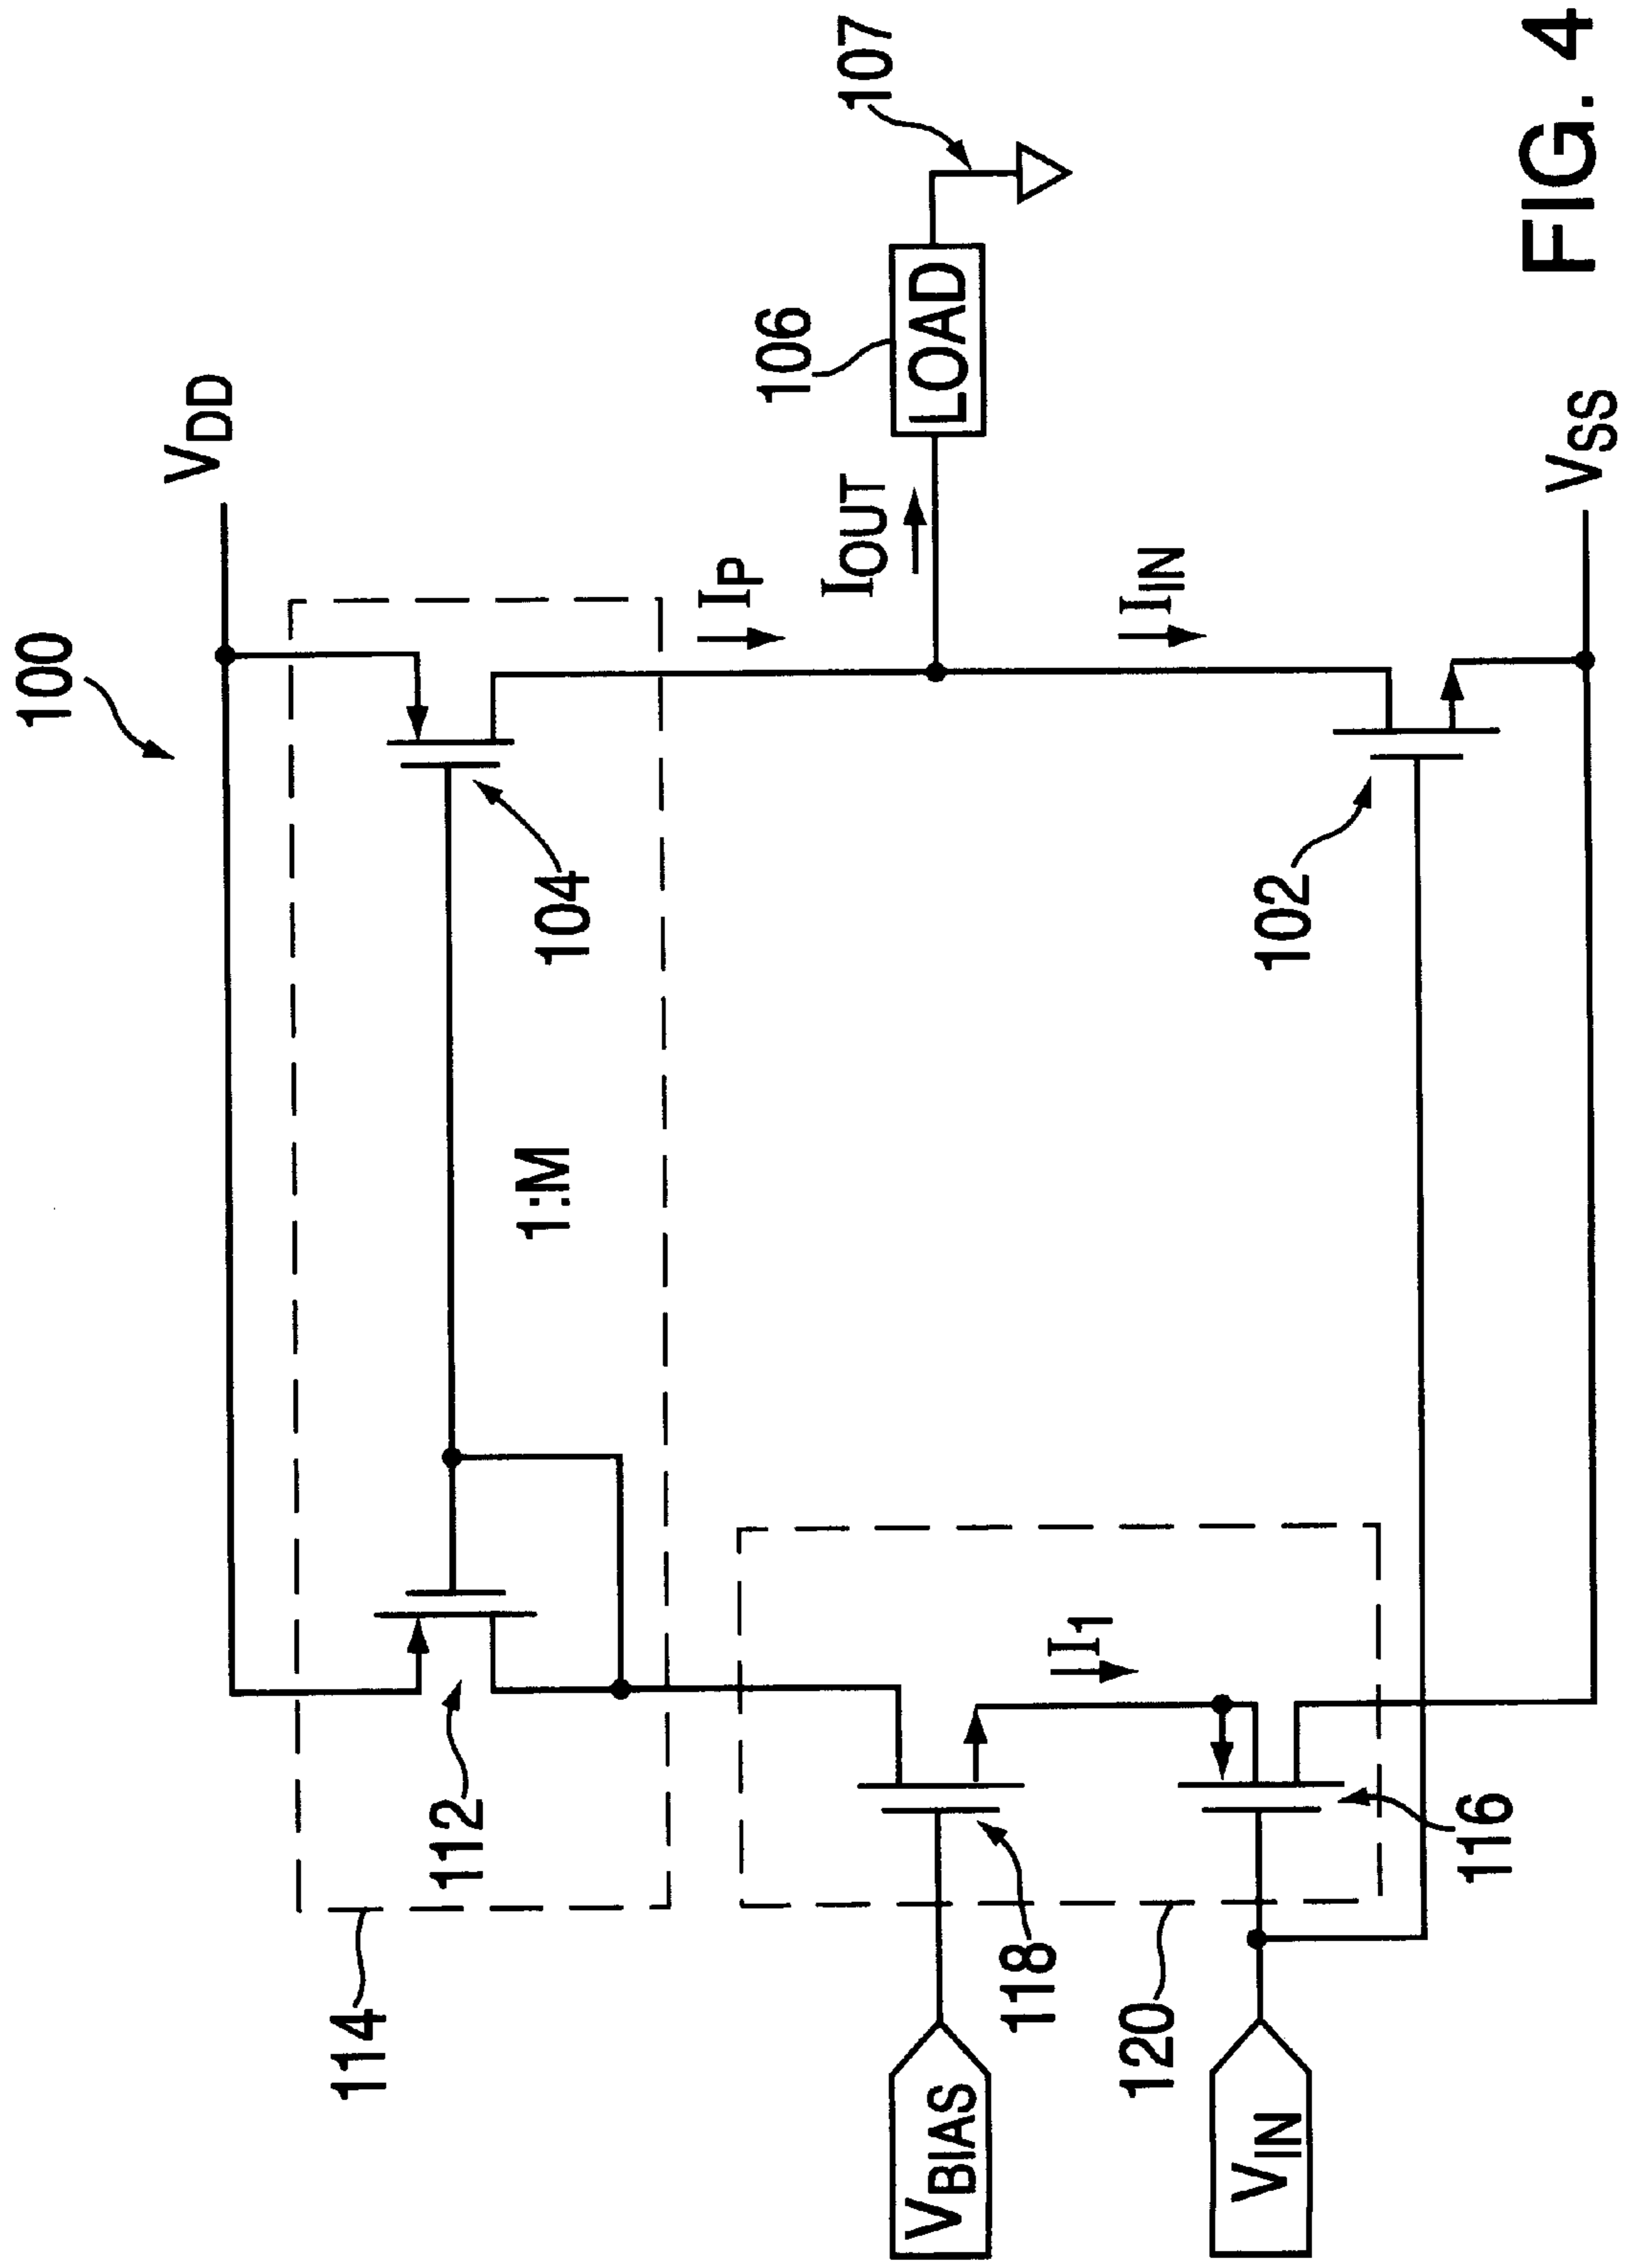 100
V_DD
114
112
104
1:M
I_P
106
107
I_OUT
LOAD
V_BIAS
118
I_1
I_IN
120
V_IN
116
102
V_SS
FIG. 4